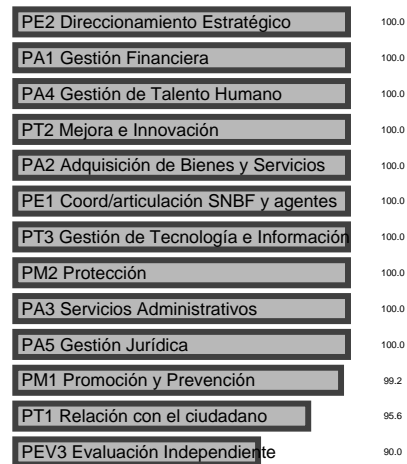 PE2 Direccionamiento Estratégico 100.0
PA1 Gestión Financiera 100.0
PA4 Gestión de Talento Humano 100.0
PT2 Mejora e Innovación 100.0
PA2 Adquisición de Bienes y Servicios 100.0
PE1 Coord/articulación SNBF y agentes 100.0
PT3 Gestión de Tecnología e Información 100.0
PM2 Protección 100.0
PA3 Servicios Administrativos 100.0
PA5 Gestión Jurídica 100.0
PM1 Promoción y Prevención 99.2
PT1 Relación con el ciudadano 95.6
PEV3 Evaluación Independiente 90.0